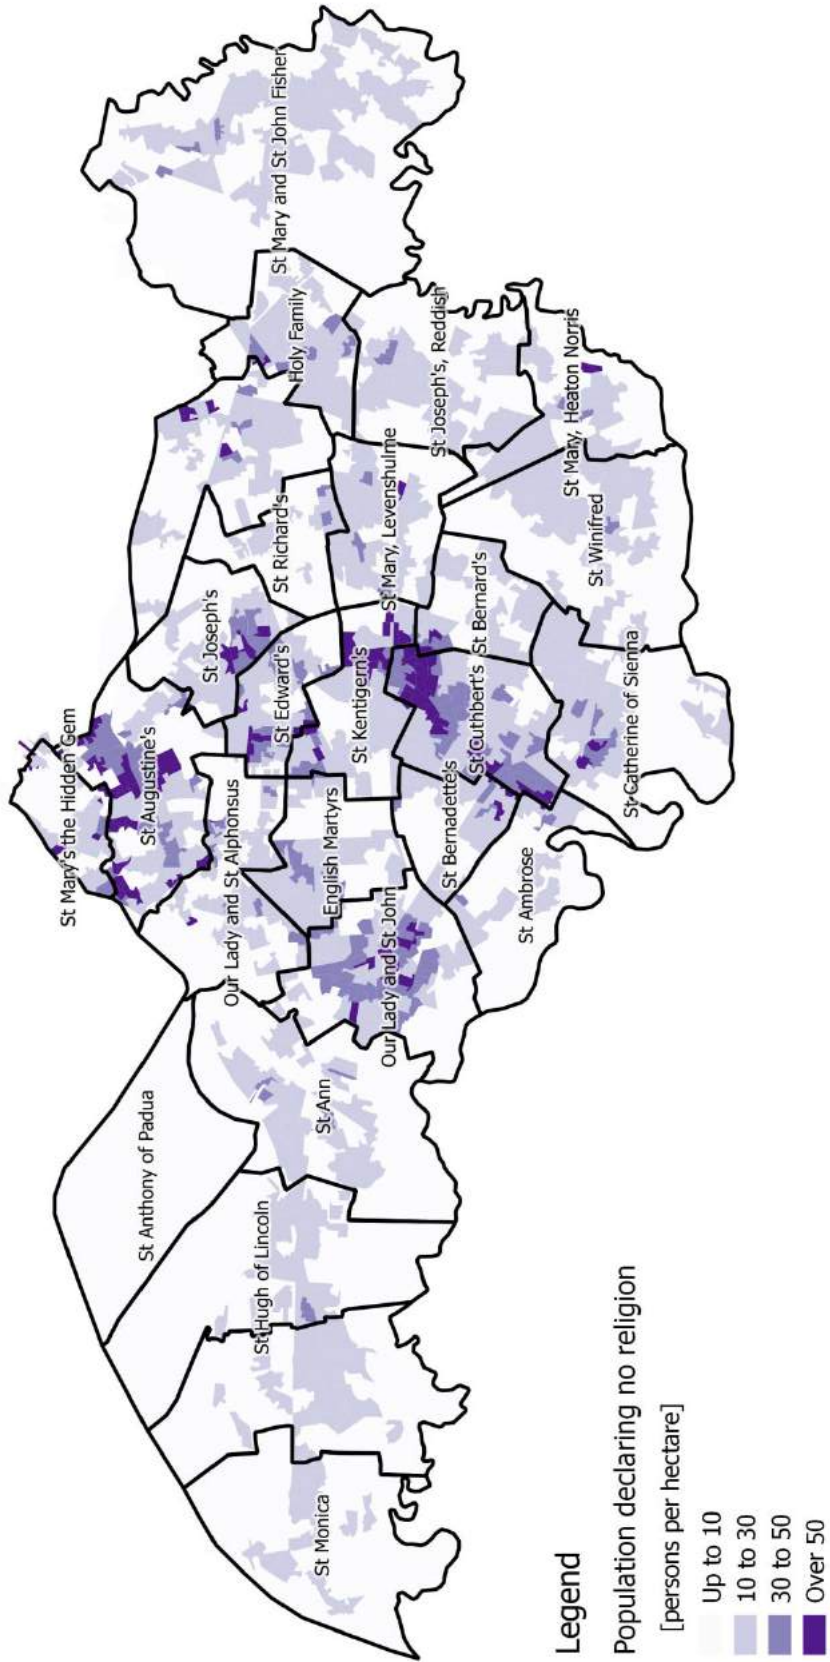 St Mary's the Hidden Gem
St Augustine's
St Anthony of Padua
Our Lady and St Alphonsus
St Joseph's
St Edward's
St Richard's
Holy Family
St Mary and St John Fisher
St Hugh of Lincoln
St Monica
St Ann
English Martyrs
St Kentigern's
Our Lady and St John
St Mary, Levenshulme
St Joseph's, Reddish
St Bernadette's
St Cuthbert's
St Bernard's
St Ambrose
St Winifred
St Mary, Heaton Norris
St Catherine of Sienna
Legend
Population declaring no religion
[persons per hectare]
Up to 10
10 to 30
30 to 50
Over 50